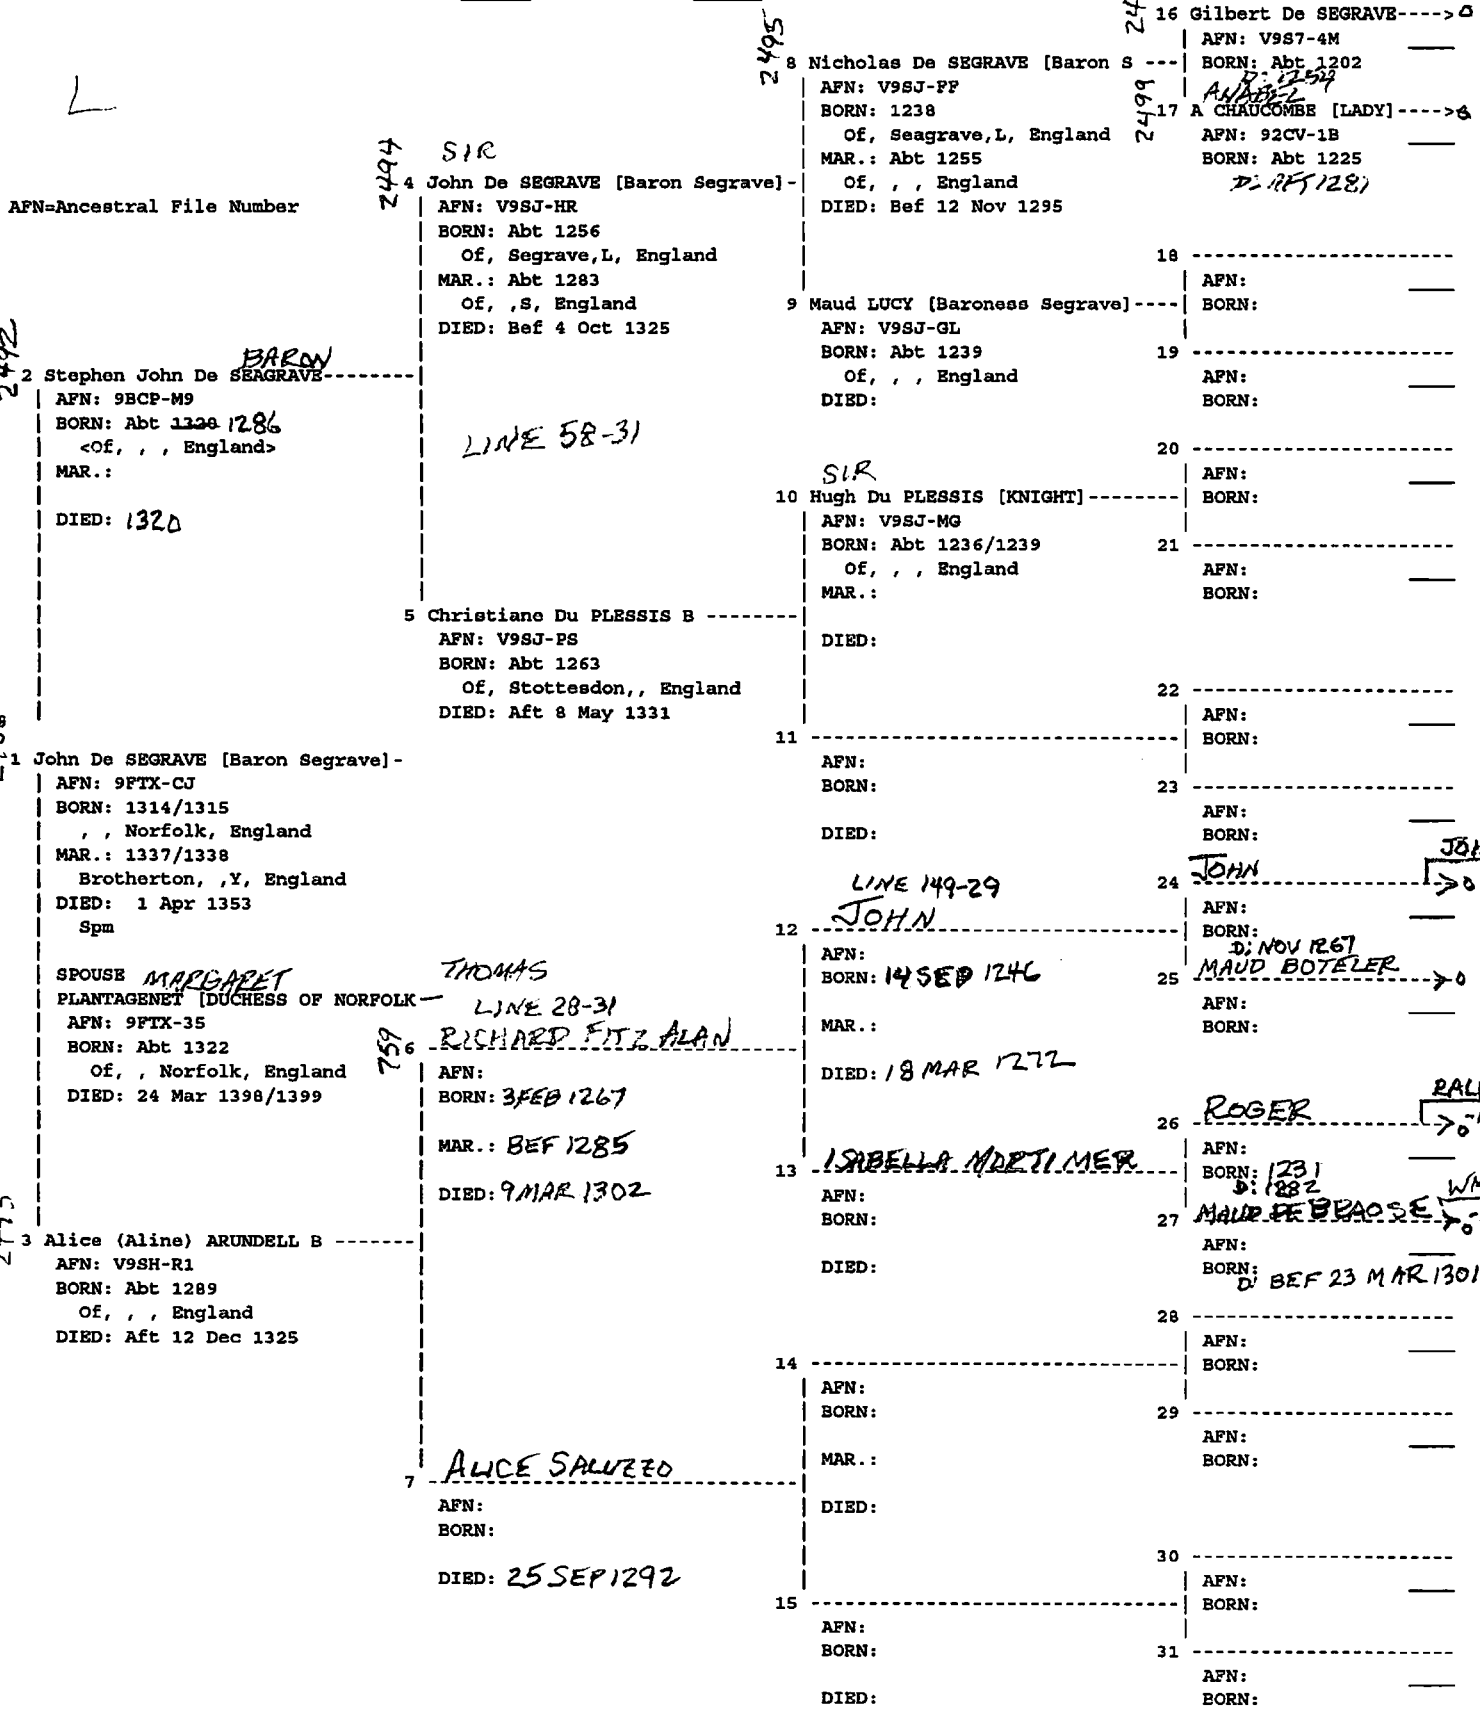 L
AFN=Ancestral File Number
2492
BARON
2 Stephen John De SEAGRAVE--------
AFN: 9BCP-M9
BORN: Abt 1320 1286
<Of, , , England>
MAR.:
DIED: 1320
1 John De SEGRAVE [Baron Segrave]-
AFN: 9FTX-CJ
BORN: 1314/1315
, , Norfolk, England
MAR.: 1337/1338
Brotherton, ,Y, England
DIED: 1 Apr 1353
Spm
SPOUSE MARGARET
PLANTAGENET [DUCHESS OF NORFOLK
AFN: 9FTX-35
BORN: Abt 1322
Of, , Norfolk, England
DIED: 24 Mar 1398/1399
3 Alice (Aline) ARUNDELL B -------
AFN: V9SH-R1
BORN: Abt 1289
Of, , , England
DIED: Aft 12 Dec 1325
2494
SIR
4 John De SEGRAVE [Baron Segrave]-
AFN: V9SJ-HR
BORN: Abt 1256
Of, Segrave,L, England
MAR.: Abt 1283
Of, ,S, England
DIED: Bef 4 Oct 1325
LINE 58-31
5 Christiane Du PLESSIS B --------
AFN: V9SJ-PS
BORN: Abt 1263
Of, Stottesdon,, England
DIED: Aft 8 May 1331
THOMAS
LINE 28-31
759
6 RICHARD FITZ ALAN
AFN:
BORN: 3 FEB 1267
MAR.: BEF 1285
DIED: 9 MAR 1302
7 ALICE SALUZZO
AFN:
BORN:
DIED: 25 SEP 1292
2495
8 Nicholas De SEGRAVE [Baron S ---
AFN: V9SJ-FF
BORN: 1238
Of, Seagrave,L, England
MAR.: Abt 1255
Of, , , England
DIED: Bef 12 Nov 1295
9 Maud LUCY [Baroness Segrave]----
AFN: V9SJ-GL
BORN: Abt 1239
Of, , , England
DIED:
SIR
10 Hugh Du PLESSIS [KNIGHT]--------
AFN: V9SJ-MG
BORN: Abt 1236/1239
Of, , , England
MAR.:
DIED:
11
AFN:
BORN:
DIED:
LINE 149-29
12 JOHN
AFN:
BORN: 14 SEP 1246
MAR.:
DIED: 18 MAR 1272
13 ISABELLA MORTIMER
AFN:
BORN:
DIED:
14
AFN:
BORN:
MAR.:
DIED:
15
AFN:
BORN:
DIED:
16 Gilbert De SEGRAVE---->
AFN: V9S7-4M
BORN: Abt 1202
D: 1254
2499
ANABEL
17 A CHAUCOMBE [LADY]---->
AFN: 92CV-1B
BORN: Abt 1225
D: AFT 1281
18
AFN:
BORN:
19
AFN:
BORN:
20
AFN:
BORN:
21
AFN:
BORN:
22
AFN:
BORN:
23
AFN:
BORN:
24 JOHN
AFN:
BORN:
D: NOV 1267
25 MAUD BOTELER
AFN:
BORN:
26 ROGER
AFN:
BORN: 1231
D: 1282
27 MAUD DE BRAOSE
AFN:
BORN:
D: BEF 23 MAR 1301
28
AFN:
BORN:
29
AFN:
BORN:
30
AFN:
BORN:
31
AFN:
BORN: